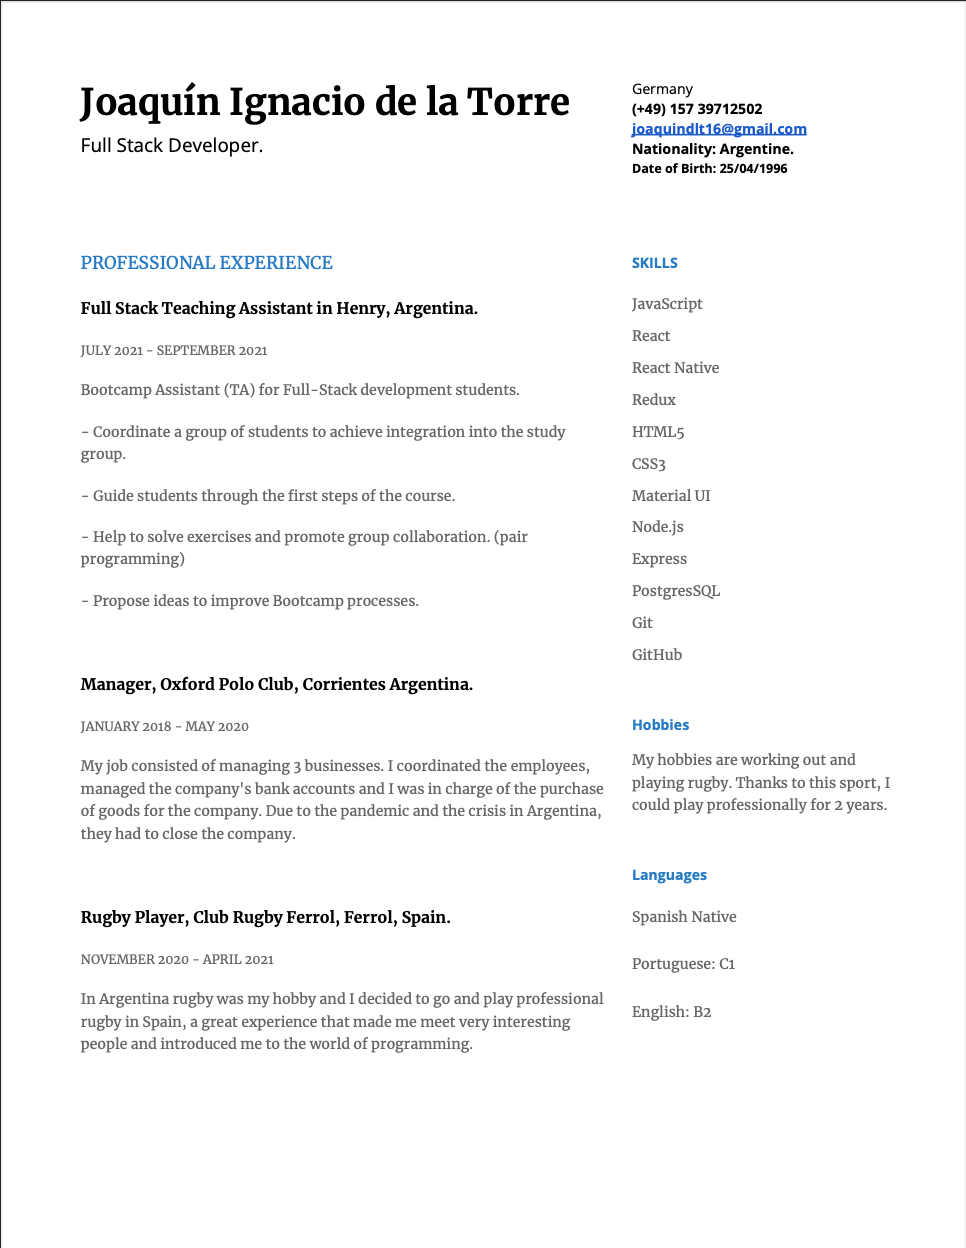 Joaquín Ignacio de la Torre
Full Stack Developer.
Germany
(+49) 157 39712502
joaquindlt16@gmail.com
Nationality: Argentine.
Date of Birth: 25/04/1996
PROFESSIONAL EXPERIENCE
Full Stack Teaching Assistant in Henry, Argentina.
JULY 2021 - SEPTEMBER 2021
Bootcamp Assistant (TA) for Full-Stack development students.
- Coordinate a group of students to achieve integration into the study
group.
- Guide students through the first steps of the course.
- Help to solve exercises and promote group collaboration. (pair
programming)
- Propose ideas to improve Bootcamp processes.
Manager, Oxford Polo Club, Corrientes Argentina.
JANUARY 2018 - MAY 2020
My job consisted of managing 3 businesses. I coordinated the employees,
managed the company's bank accounts and I was in charge of the purchase
of goods for the company. Due to the pandemic and the crisis in Argentina,
they had to close the company.
Rugby Player, Club Rugby Ferrol, Ferrol, Spain.
NOVEMBER 2020 - APRIL 2021
In Argentina rugby was my hobby and I decided to go and play professional
rugby in Spain, a great experience that made me meet very interesting
people and introduced me to the world of programming.
SKILLS
JavaScript
React
React Native
Redux
HTML5
CSS3
Material UI
Node.js
Express
PostgresSQL
Git
GitHub
Hobbies
My hobbies are working out and
playing rugby. Thanks to this sport, I
could play professionally for 2 years.
Languages
Spanish Native
Portuguese: C1
English: B2